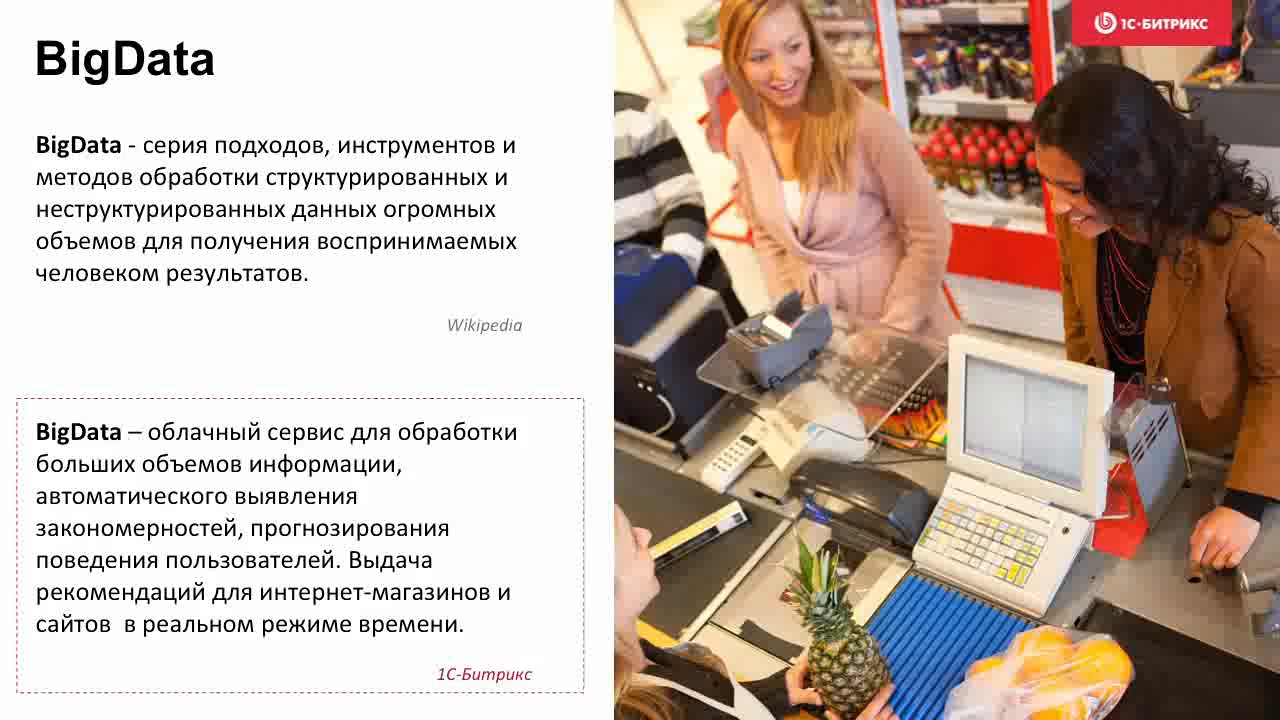 BigData
1С-БИТРИКС
BigData - серия подходов, инструментов и
методов обработки структурированных и
неструктурированных данных огромных
объемов для получения воспринимаемых
человеком результатов.
Wikipedia
BigData – облачный сервис для обработки
больших объемов информации,
автоматического выявления
закономерностей, прогнозирования
поведения пользователей. Выдача
рекомендаций для интернет-магазинов и
сайтов  в реальном режиме времени.
1С-Битрикс